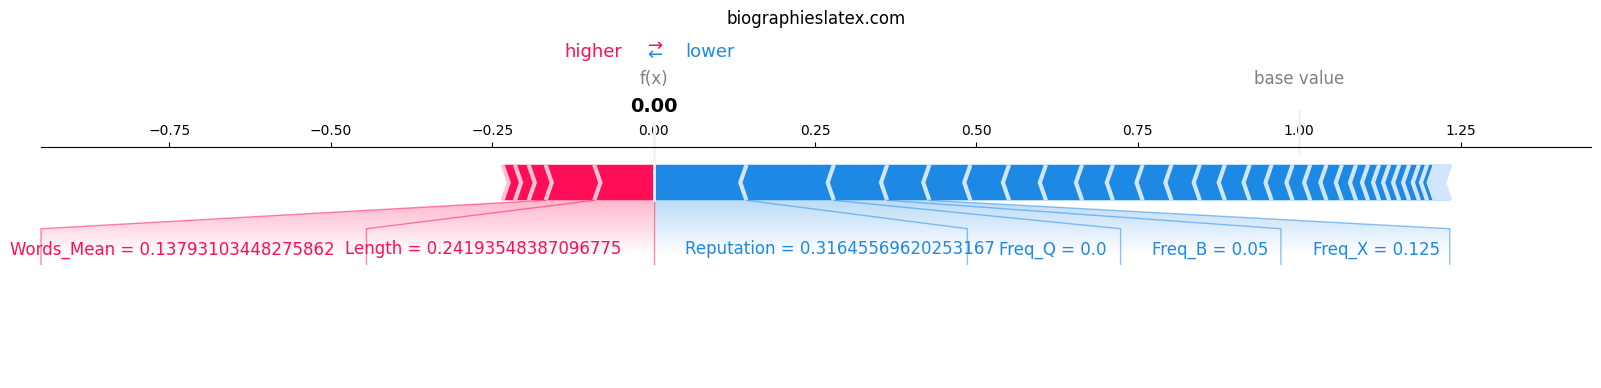 biographieslatex.com
higher ⇄ lower
f(x) base value
0.00
−0.75 −0.50 −0.25 0.00 0.25 0.50 0.75 1.00 1.25
Words_Mean = 0.13793103448275862 Length = 0.24193548387096775 Reputation = 0.31645569620253167 Freq_Q = 0.0 Freq_B = 0.05 Freq_X = 0.125